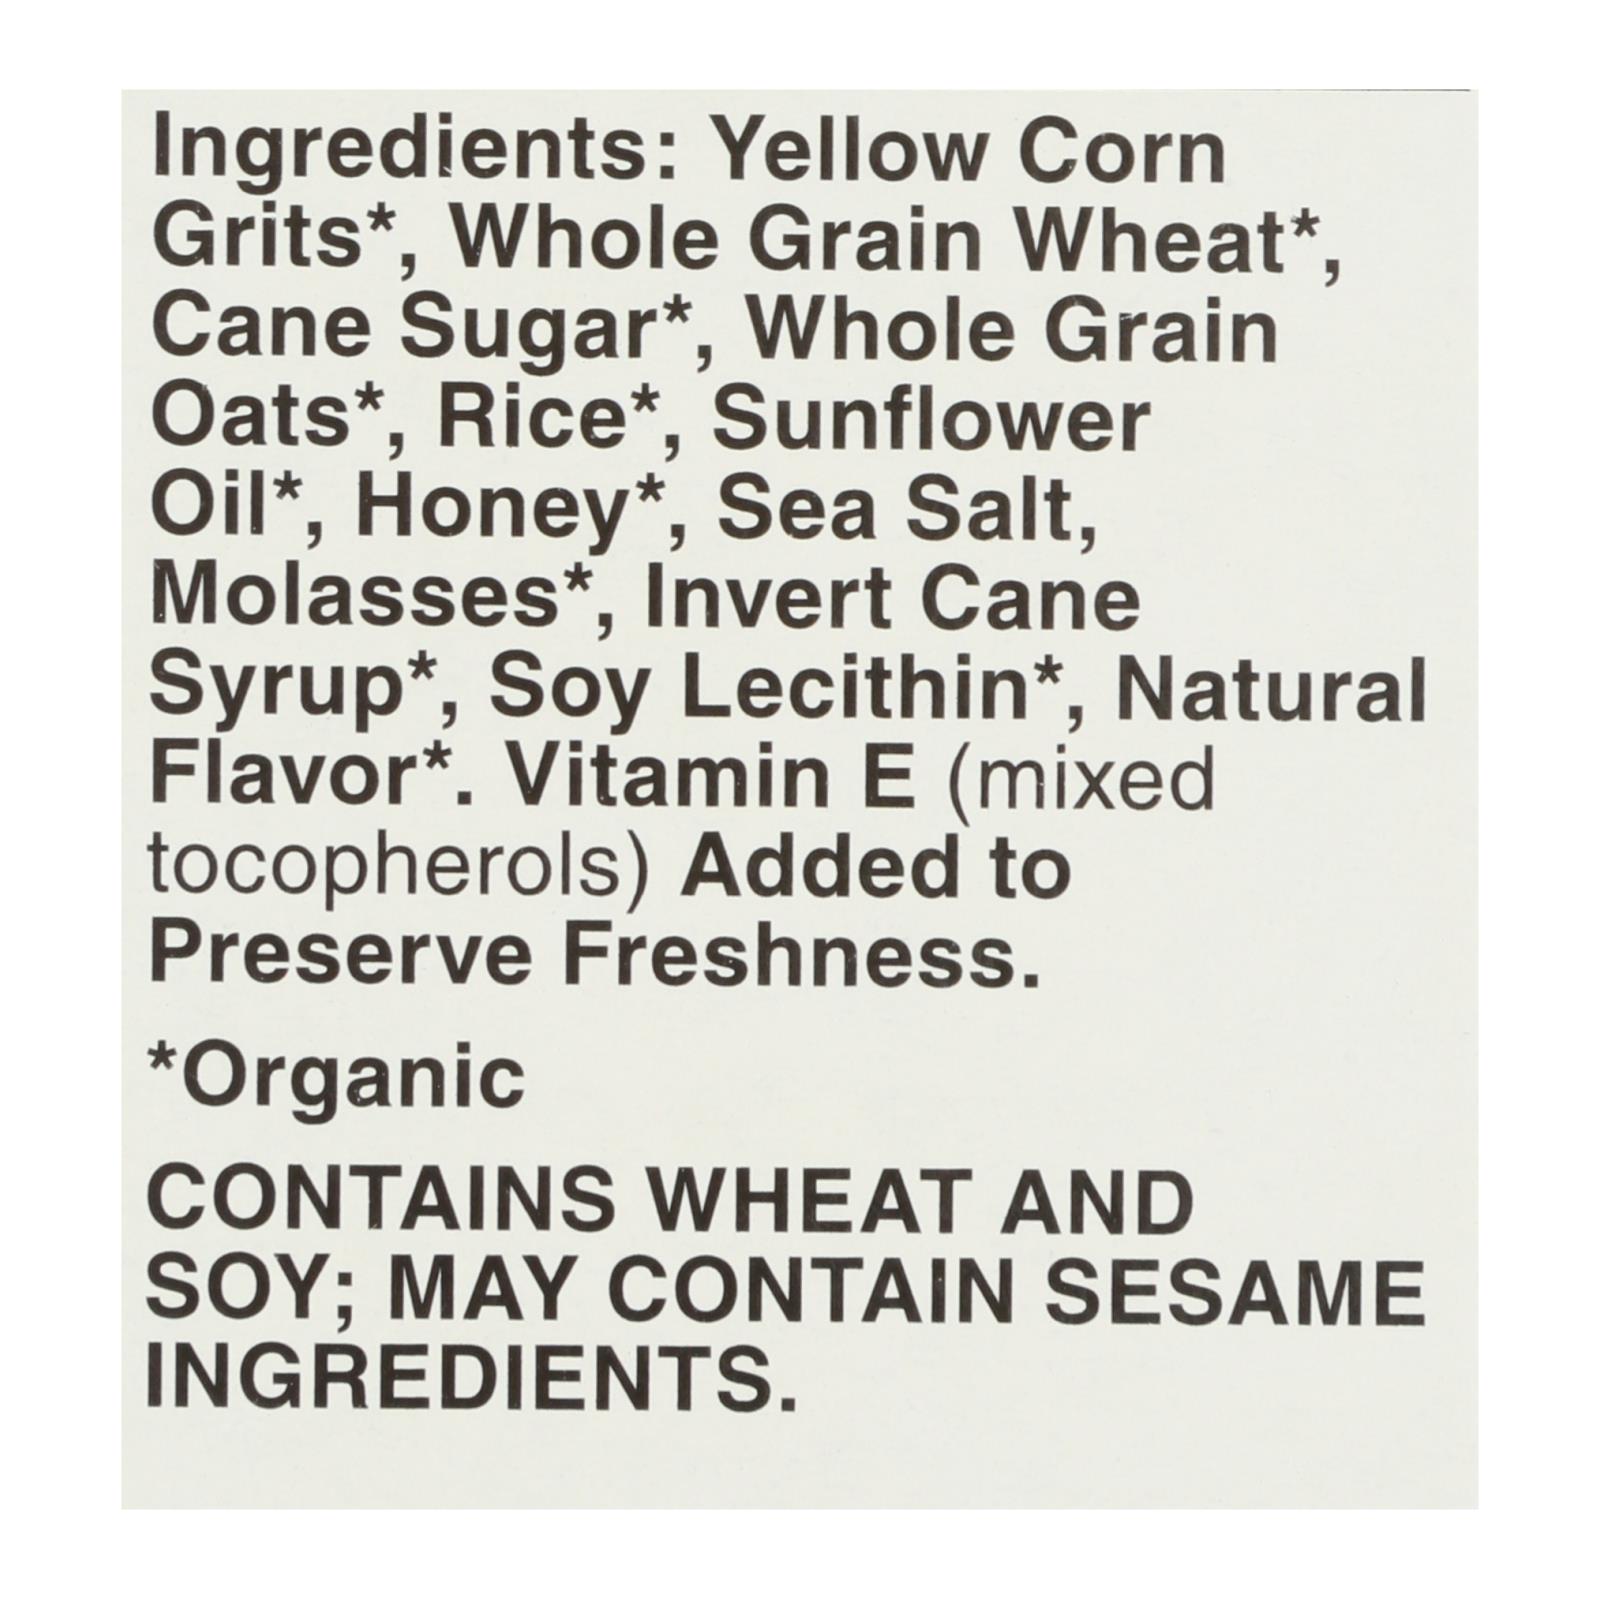 Ingredients: Yellow Corn
Grits*, Whole Grain Wheat*,
Cane Sugar*, Whole Grain
Oats*, Rice*, Sunflower
Oil*, Honey*, Sea Salt,
Molasses*, Invert Cane
Syrup*, Soy Lecithin*, Natural
Flavor*. Vitamin E (mixed
tocopherols) Added to
Preserve Freshness.
*Organic
CONTAINS WHEAT AND
SOY; MAY CONTAIN SESAME
INGREDIENTS.